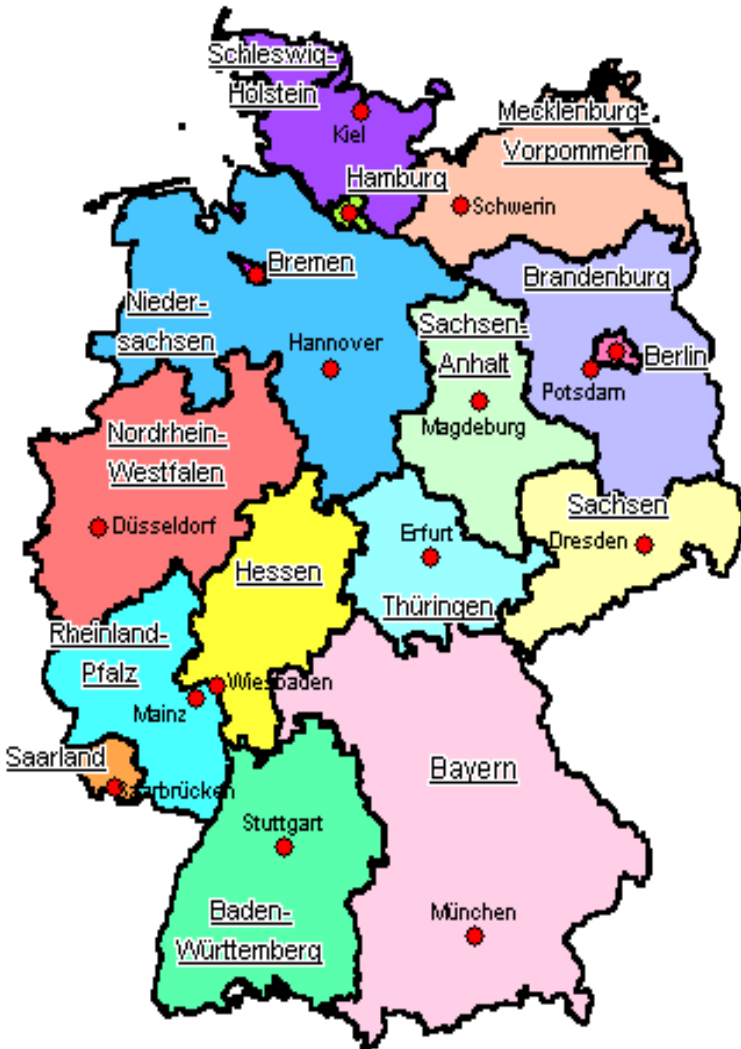 Schleswig-
Holstein
Kiel
Mecklenburg-
Vorpommern
Hamburg
Schwerin
Bremen
Brandenburg
Nieder-
sachsen
Hannover
Sachsen-
Anhalt
Berlin
Potsdam
Magdeburg
Nordrhein-
Westfalen
Düsseldorf
Sachsen
Dresden
Erfurt
Thüringen
Hessen
Rheinland-
Pfalz
Wiesbaden
Mainz
Saarland
Saarbrücken
Bayern
Stuttgart
Baden-
Württemberg
München